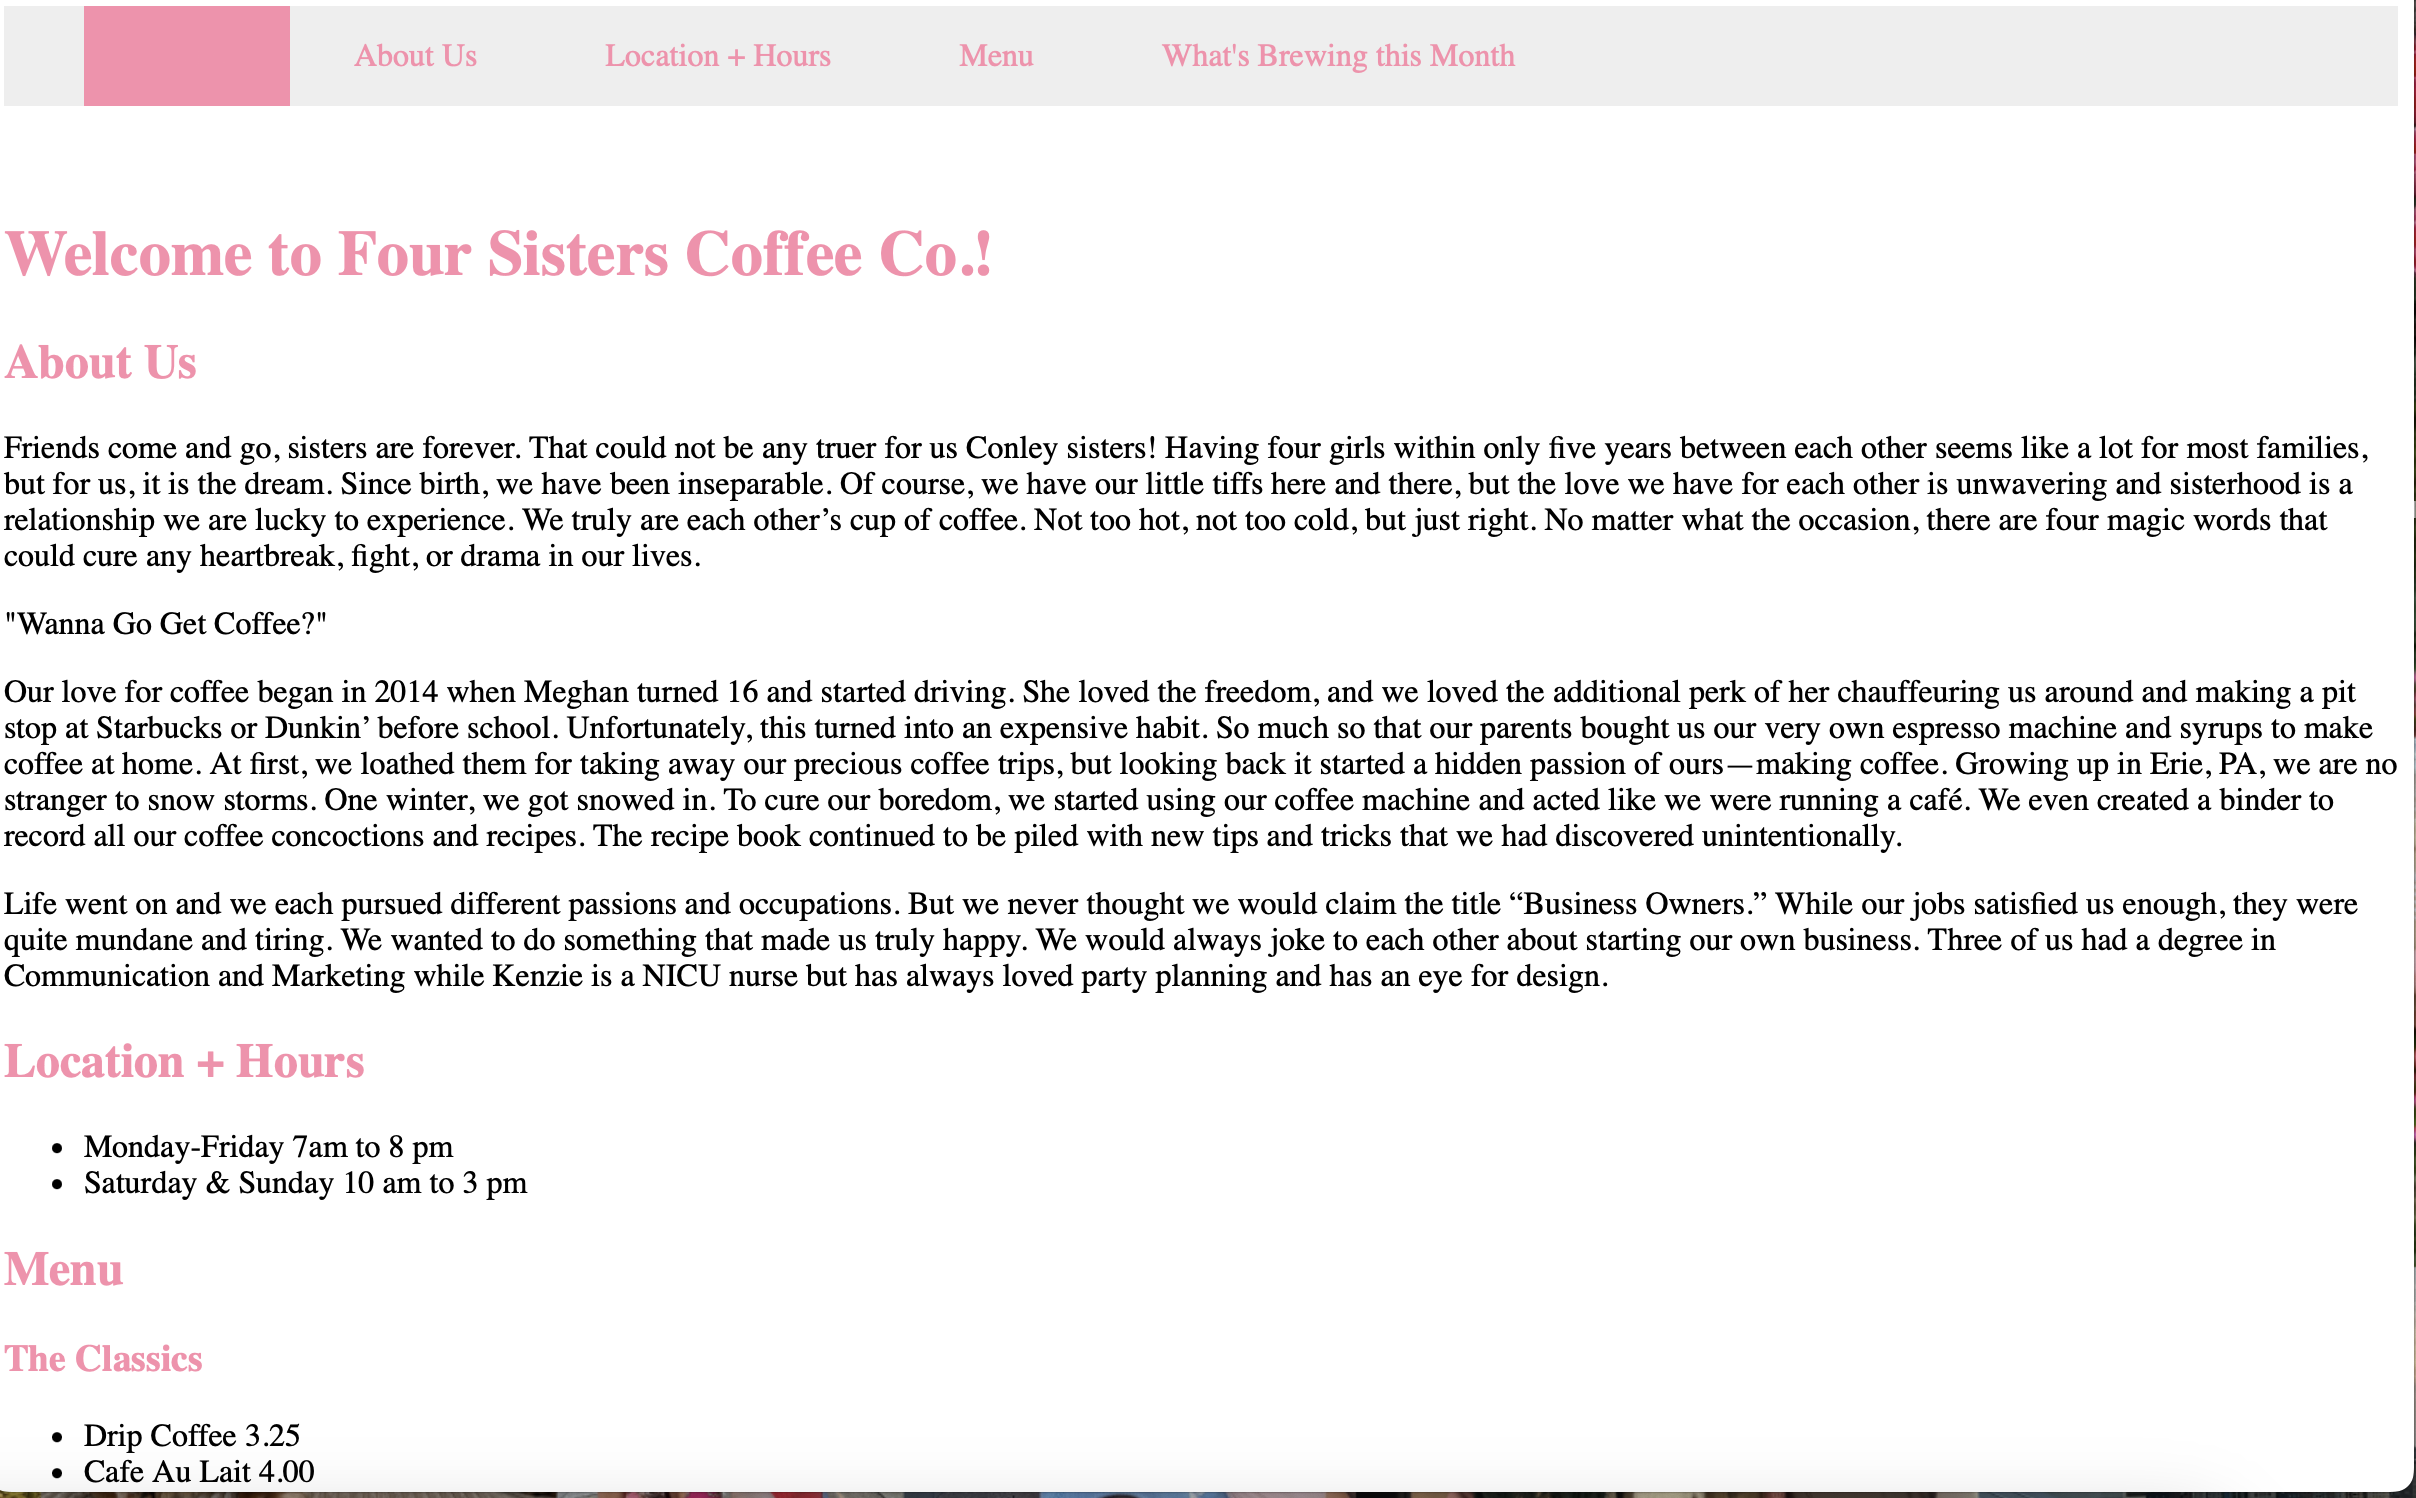 About Us Location + Hours Menu What's Brewing this Month
Welcome to Four Sisters Coffee Co.!
About Us
Friends come and go, sisters are forever. That could not be any truer for us Conley sisters! Having four girls within only five years between each other seems like a lot for most families,
but for us, it is the dream. Since birth, we have been inseparable. Of course, we have our little tiffs here and there, but the love we have for each other is unwavering and sisterhood is a
relationship we are lucky to experience. We truly are each other’s cup of coffee. Not too hot, not too cold, but just right. No matter what the occasion, there are four magic words that
could cure any heartbreak, fight, or drama in our lives.
"Wanna Go Get Coffee?"
Our love for coffee began in 2014 when Meghan turned 16 and started driving. She loved the freedom, and we loved the additional perk of her chauffeuring us around and making a pit
stop at Starbucks or Dunkin’ before school. Unfortunately, this turned into an expensive habit. So much so that our parents bought us our very own espresso machine and syrups to make
coffee at home. At first, we loathed them for taking away our precious coffee trips, but looking back it started a hidden passion of ours—making coffee. Growing up in Erie, PA, we are no
stranger to snow storms. One winter, we got snowed in. To cure our boredom, we started using our coffee machine and acted like we were running a café. We even created a binder to
record all our coffee concoctions and recipes. The recipe book continued to be piled with new tips and tricks that we had discovered unintentionally.
Life went on and we each pursued different passions and occupations. But we never thought we would claim the title “Business Owners.” While our jobs satisfied us enough, they were
quite mundane and tiring. We wanted to do something that made us truly happy. We would always joke to each other about starting our own business. Three of us had a degree in
Communication and Marketing while Kenzie is a NICU nurse but has always loved party planning and has an eye for design.
Location + Hours
• Monday-Friday 7am to 8 pm
• Saturday & Sunday 10 am to 3 pm
Menu
The Classics
• Drip Coffee 3.25
• Cafe Au Lait 4.00